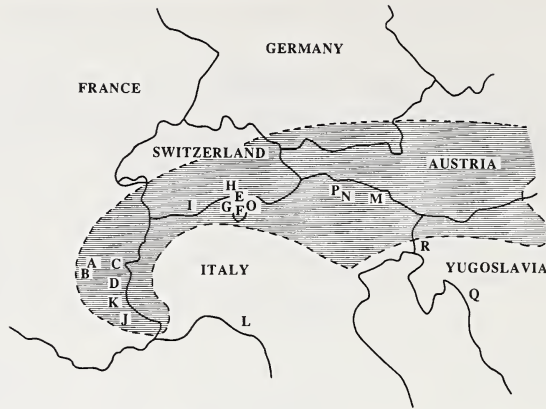 GERMANY
FRANCE
SWITZERLAND
AUSTRIA
H
E
P
N
M
I
G
F
O
R
A
C
B
ITALY
YUGOSLAVIA
D
Q
K
J
L